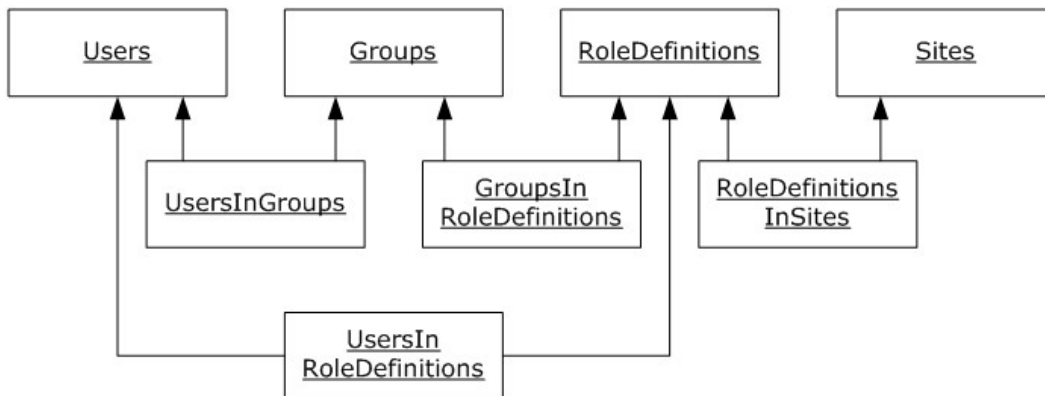 Users
Groups
RoleDefinitions
Sites
UsersInGroups
GroupsIn
RoleDefinitions
RoleDefinitions
InSites
UsersIn
RoleDefinitions